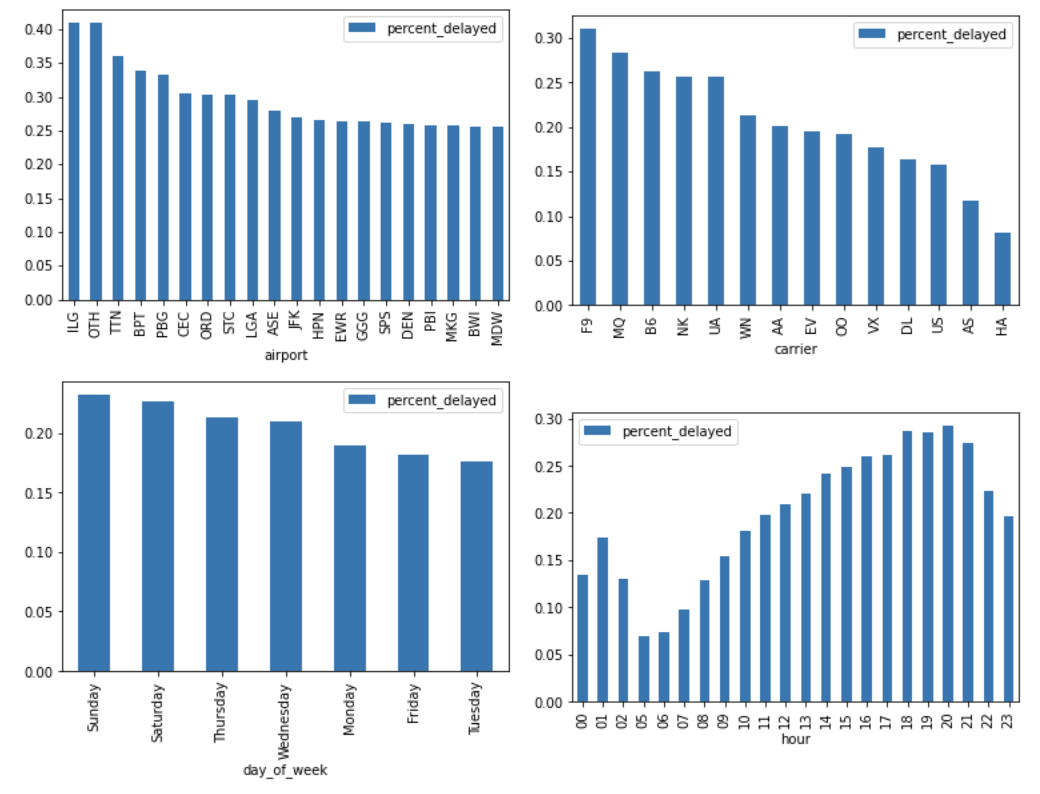 percent_delayed
0.40
0.35
0.30
0.25
0.20
0.15
0.10
0.05
0.00
ILG OTH TTN BPT PBG CEC ORD STC LGA ASE JFK HPN EWR GGG SPS DEN PBI MKG BWI MDW
airport
percent_delayed
0.30
0.25
0.20
0.15
0.10
0.05
0.00
F9 MQ B6 NK UA WN AA EV OO VX DL US AS HA
carrier
percent_delayed
0.20
0.15
0.10
0.05
0.00
Sunday Saturday Thursday Wednesday Monday Friday Tuesday
day_of_week
percent_delayed
0.30
0.25
0.20
0.15
0.10
0.05
0.00
00 01 02 05 06 07 08 09 10 11 12 13 14 15 16 17 18 19 20 21 22 23
hour